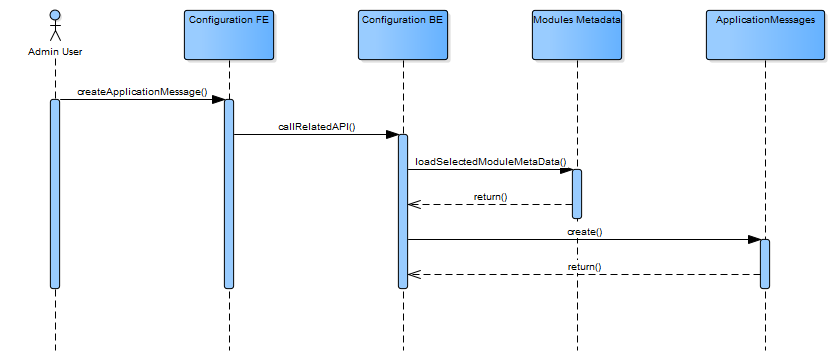 Admin User
Configuration FE
Configuration BE
Modules Metadata
ApplicationMessages
createApplicationMessage()
callRelatedAPI()
loadSelectedModuleMetaData()
return()
create()
return()